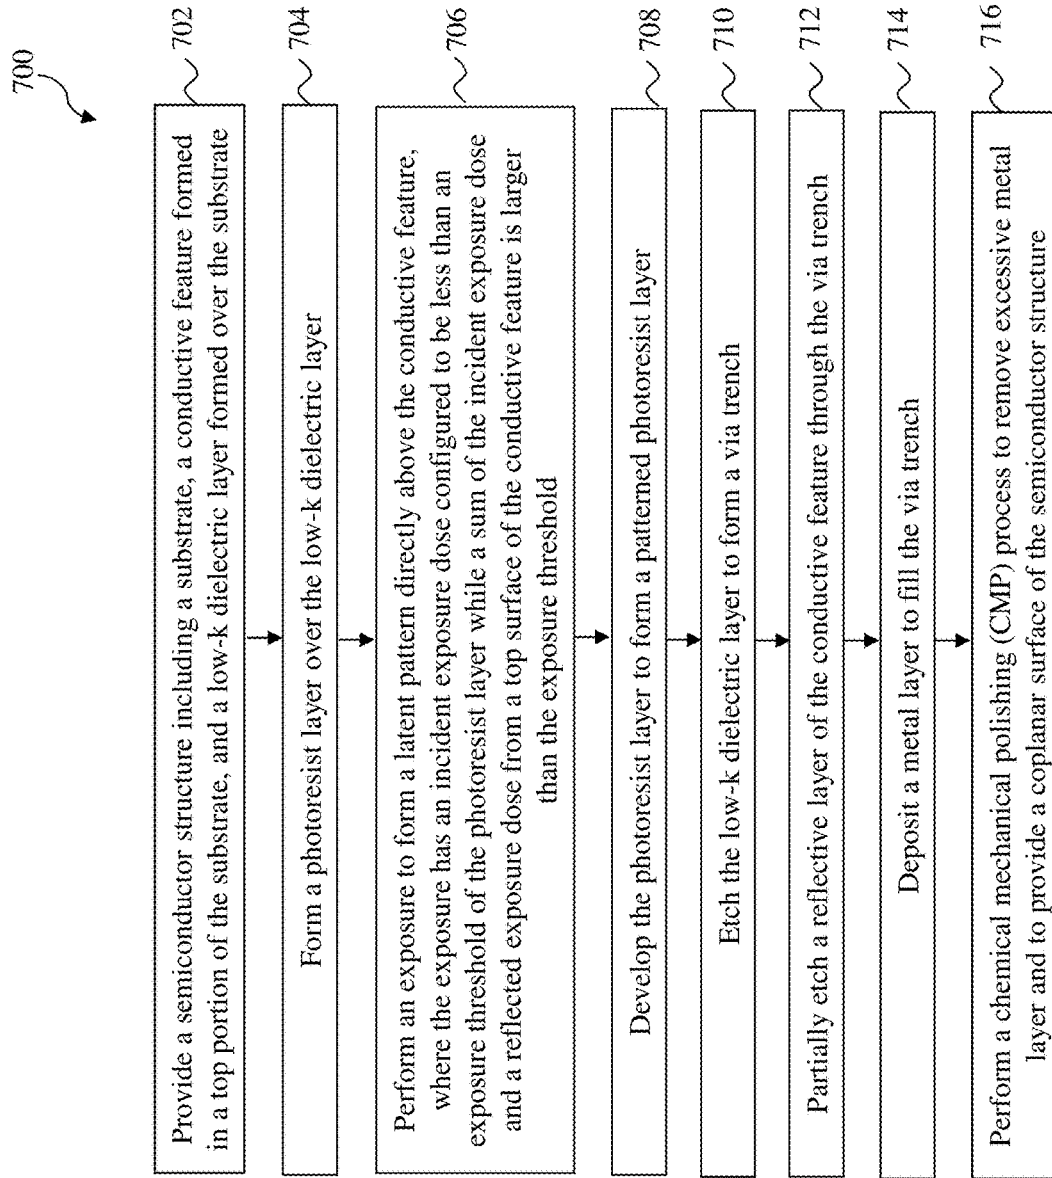 700
Provide a semiconductor structure including a substrate, a conductive feature formed
in a top portion of the substrate, and a low-k dielectric layer formed over the substrate
702
Form a photoresist layer over the low-k dielectric layer
704
Perform an exposure to form a latent pattern directly above the conductive feature,
where the exposure has an incident exposure dose configured to be less than an
exposure threshold of the photoresist layer while a sum of the incident exposure dose
and a reflected exposure dose from a top surface of the conductive feature is larger
than the exposure threshold
706
Develop the photoresist layer to form a patterned photoresist layer
708
Etch the low-k dielectric layer to form a via trench
710
Partially etch a reflective layer of the conductive feature through the via trench
712
Deposit a metal layer to fill the via trench
714
Perform a chemical mechanical polishing (CMP) process to remove excessive metal
layer and to provide a coplanar surface of the semiconductor structure
716